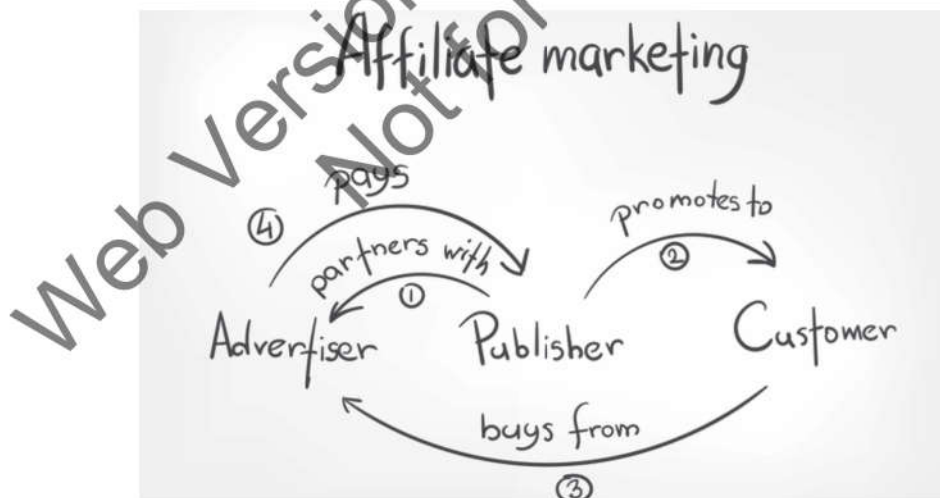 Affiliate marketing
pays
④
partners with
①
promotes to
②
Advertiser
Publisher
Customer
buys from
③
Web Version
Not for